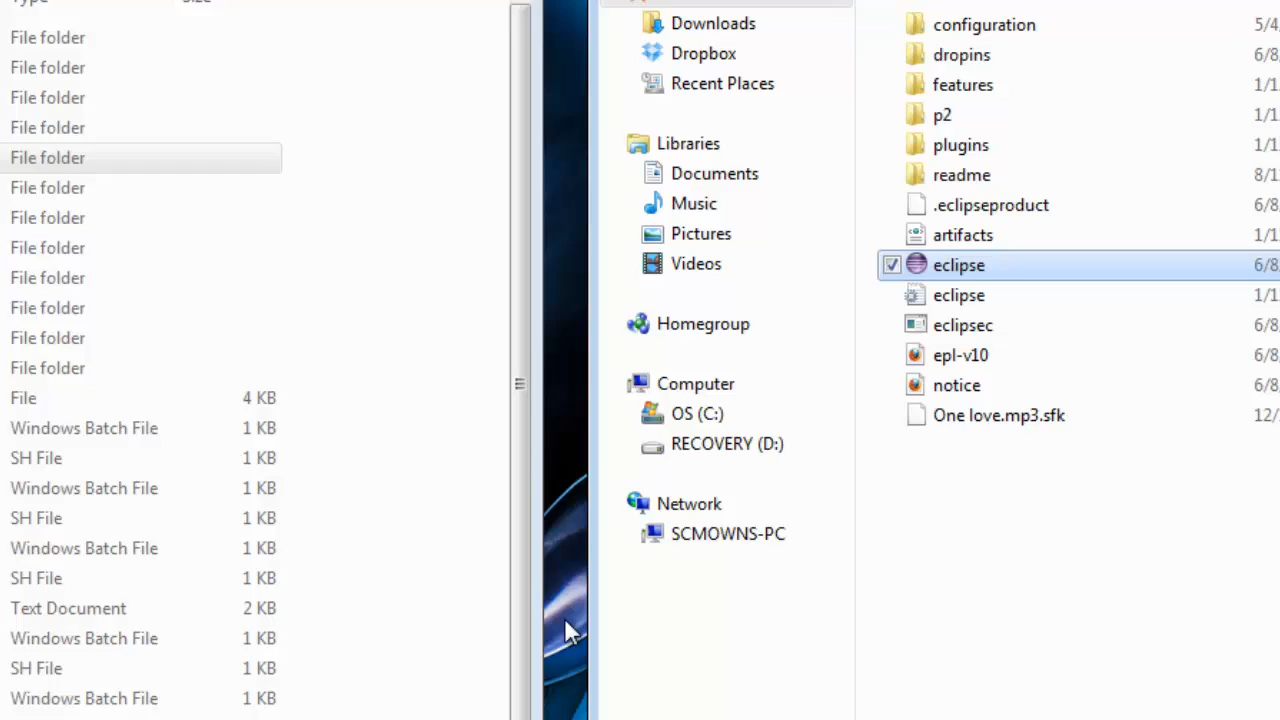 Type Size
File folder
File folder
File folder
File folder
File folder
File folder
File folder
File folder
File folder
File folder
File folder
File folder
File 4 KB
Windows Batch File 1 KB
SH File 1 KB
Windows Batch File 1 KB
SH File 1 KB
Windows Batch File 1 KB
SH File 1 KB
Text Document 2 KB
Windows Batch File 1 KB
SH File 1 KB
Windows Batch File 1 KB
Downloads
Dropbox
Recent Places
Libraries
Documents
Music
Pictures
Videos
Homegroup
Computer
OS (C:)
RECOVERY (D:)
Network
SCMOWNS-PC
configuration 5/4
dropins 6/8
features 1/1
p2 1/1
plugins 1/1
readme 8/1
.eclipseproduct 6/8
artifacts 1/1
eclipse 6/8
eclipse 1/1
eclipsec 6/8
epl-v10 6/8
notice 6/8
One love.mp3.sfk 12/